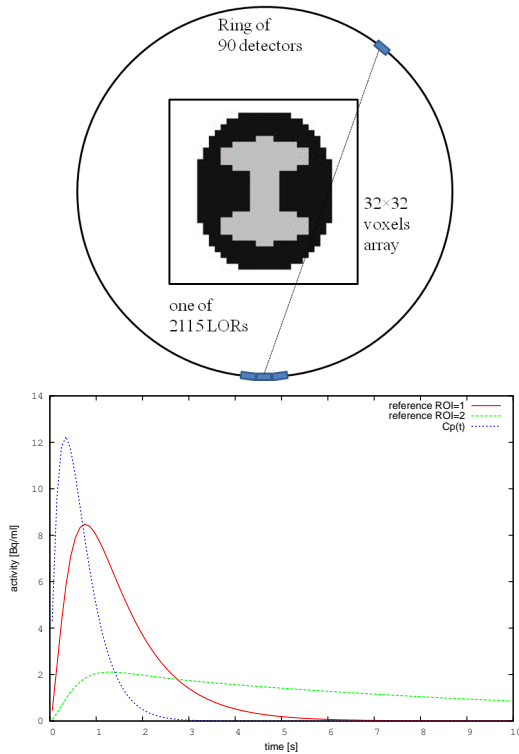 Ring of
90 detectors
32×32
voxels
array
one of
2115 LORs
14
12
10
8
6
4
2
0
activity [Bq/ml]
reference ROI=1
reference ROI=2
Cp(t)
0 1 2 3 4 5 6 7 8 9 10
time [s]